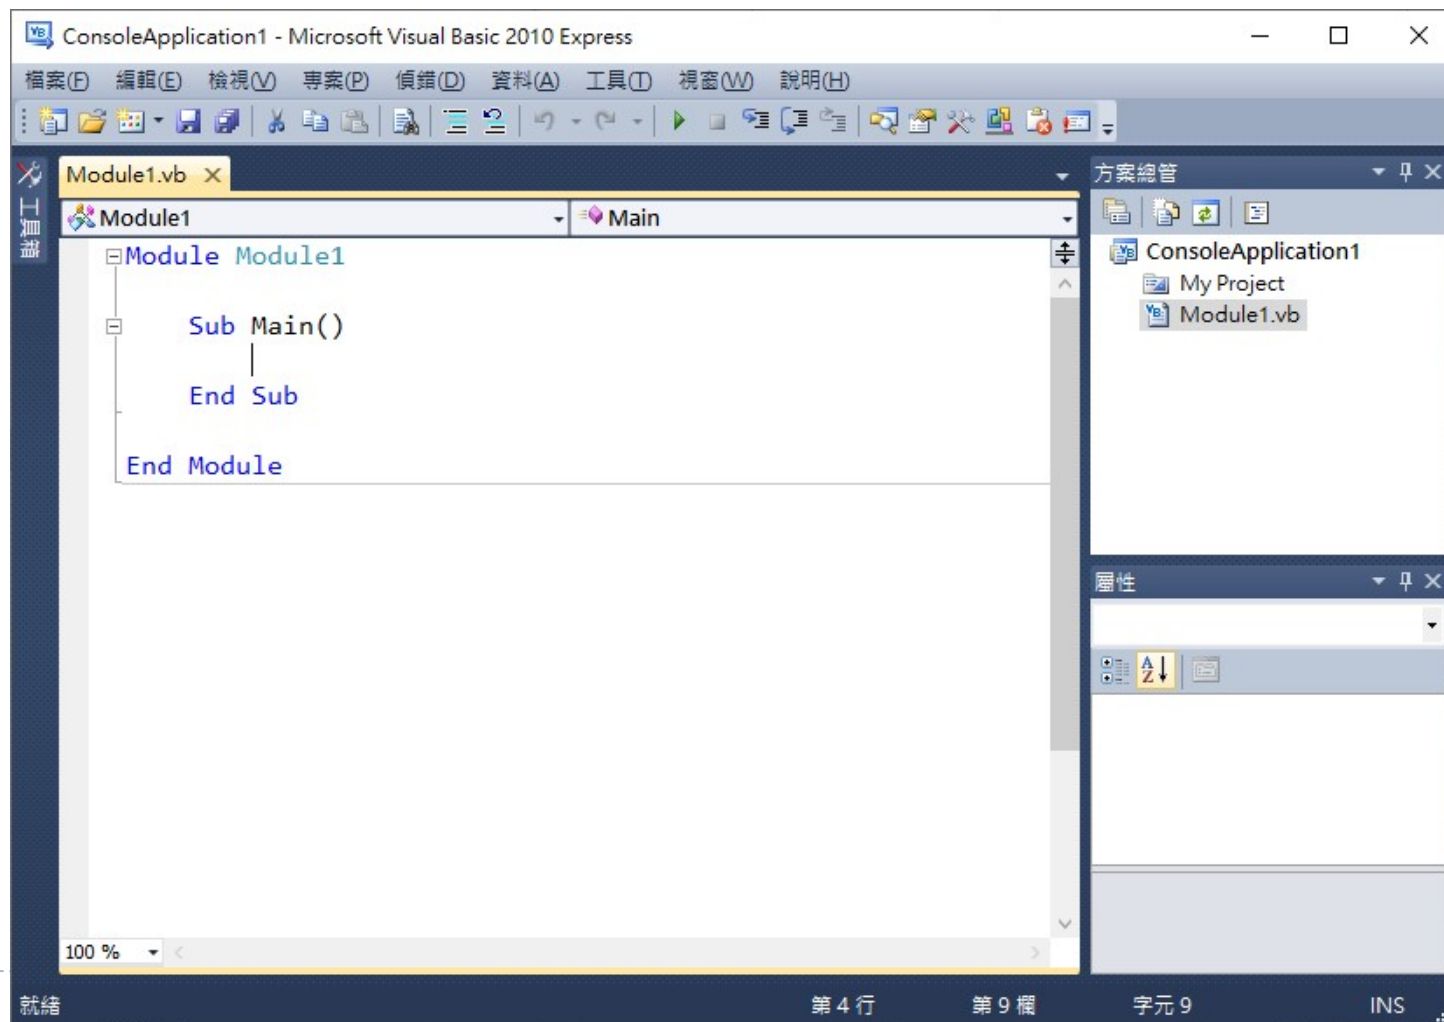 ConsoleApplication1 - Microsoft Visual Basic 2010 Express
檔案(F) 編輯(E) 檢視(V) 專案(P) 偵錯(D) 資料(A) 工具(T) 視窗(W) 說明(H)
工具箱
Module1.vb
Module1 Main
Module Module1
Sub Main()
End Sub
End Module
100 %
方案總管
ConsoleApplication1
My Project
Module1.vb
屬性
就緒 第 4 行 第 9 欄 字元 9 INS